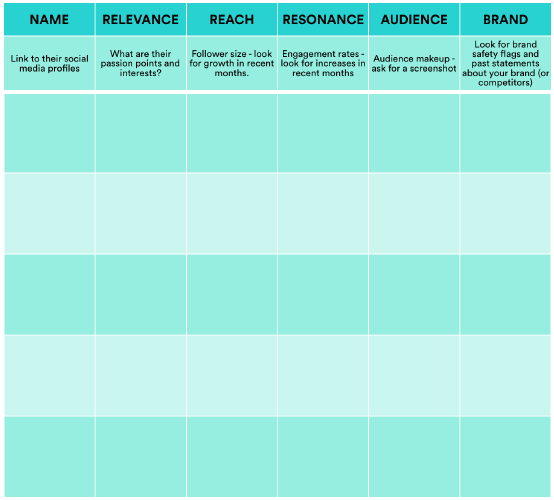 NAME
RELEVANCE
REACH
RESONANCE
AUDIENCE
BRAND
Link to their social
media profiles
What are their
passion points and
interests?
Follower size - look
for growth in recent
months.
Engagement rates -
look for increases in
recent months
Audience makeup -
ask for a screenshot
Look for brand
safety flags and
past statements
about your brand (or
competitors)